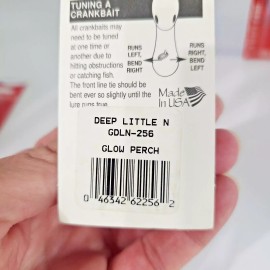 TUNING A
CRANKBAIT
All crankbaits may
need to be tuned
at one time or
another due to
hitting obstructions
or catching fish.
The front line tie should be
bent ever so slightly until the
lure runs true.
RUNS
LEFT,
BEND
RIGHT
RUNS
RIGHT,
BEND
LEFT
Made
In USA
DEEP LITTLE N
GDLN-256
GLOW PERCH
0 46342 62256 2